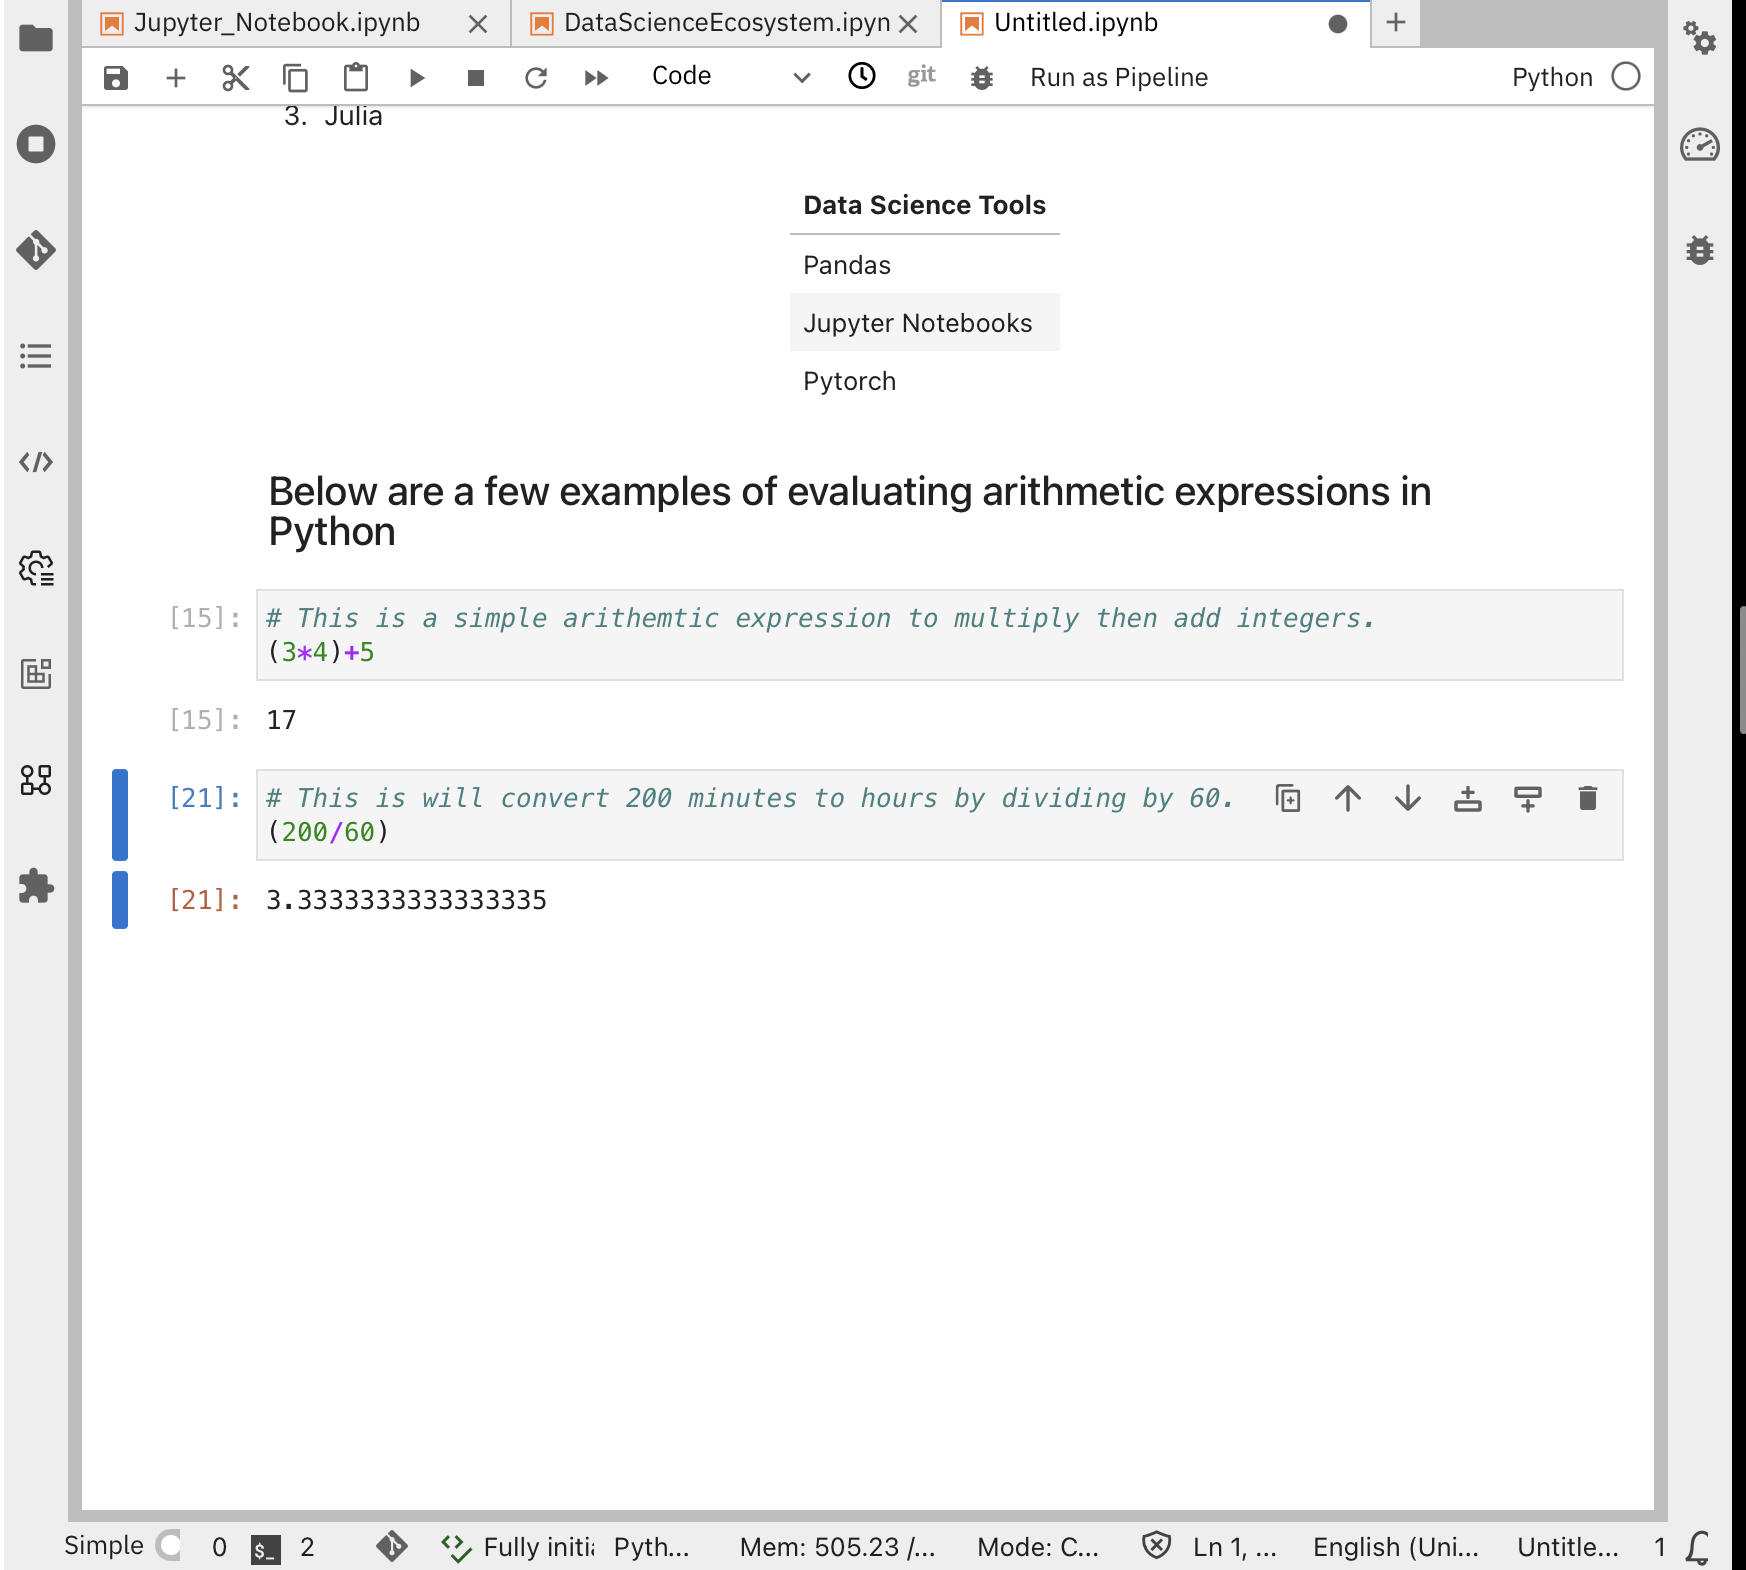 Jupyter_Notebook.ipynb
DataScienceEcosystem.ipyn
Untitled.ipynb
Code
git
Run as Pipeline
Python
3. Julia
Data Science Tools
Pandas
Jupyter Notebooks
Pytorch
Below are a few examples of evaluating arithmetic expressions in
Python
[15]: # This is a simple arithemtic expression to multiply then add integers.
(3*4)+5
[15]: 17
[21]: # This is will convert 200 minutes to hours by dividing by 60.
(200/60)
[21]: 3.3333333333333335
Simple 0 $_ 2 Fully initi Pyth... Mem: 505.23 /... Mode: C... Ln 1, ... English (Uni... Untitle... 1